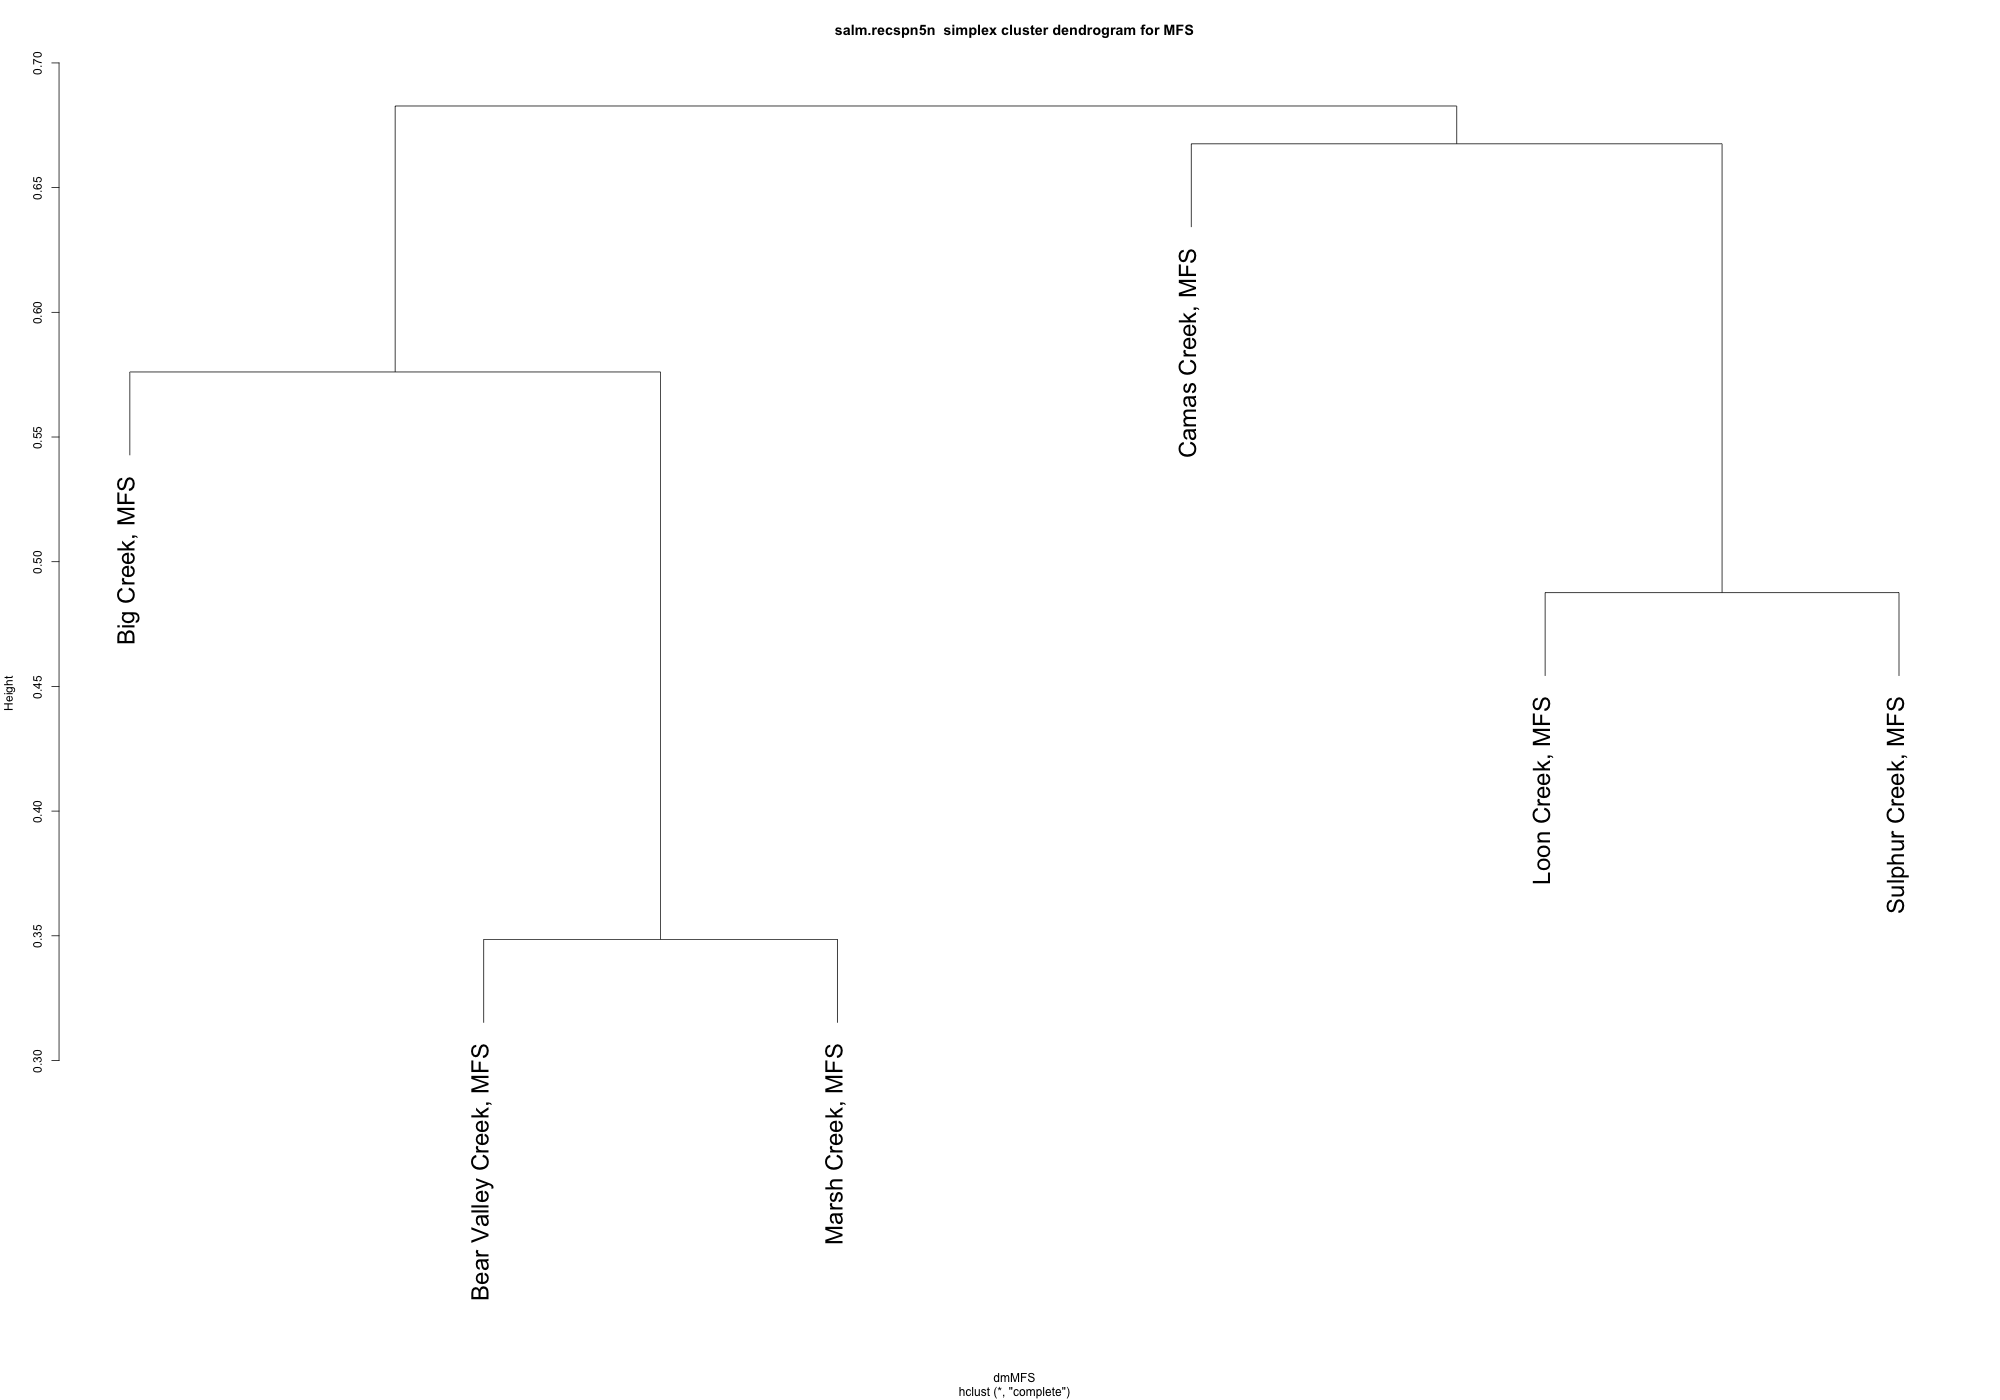 salm.recspn5n  simplex cluster dendrogram for MFS
0.70
0.65
0.60
0.55
0.50
0.45
0.40
0.35
0.30
Height
Big Creek, MFS
Bear Valley Creek, MFS
Marsh Creek, MFS
Camas Creek, MFS
Loon Creek, MFS
Sulphur Creek, MFS
dmMFS
hclust (*, "complete")